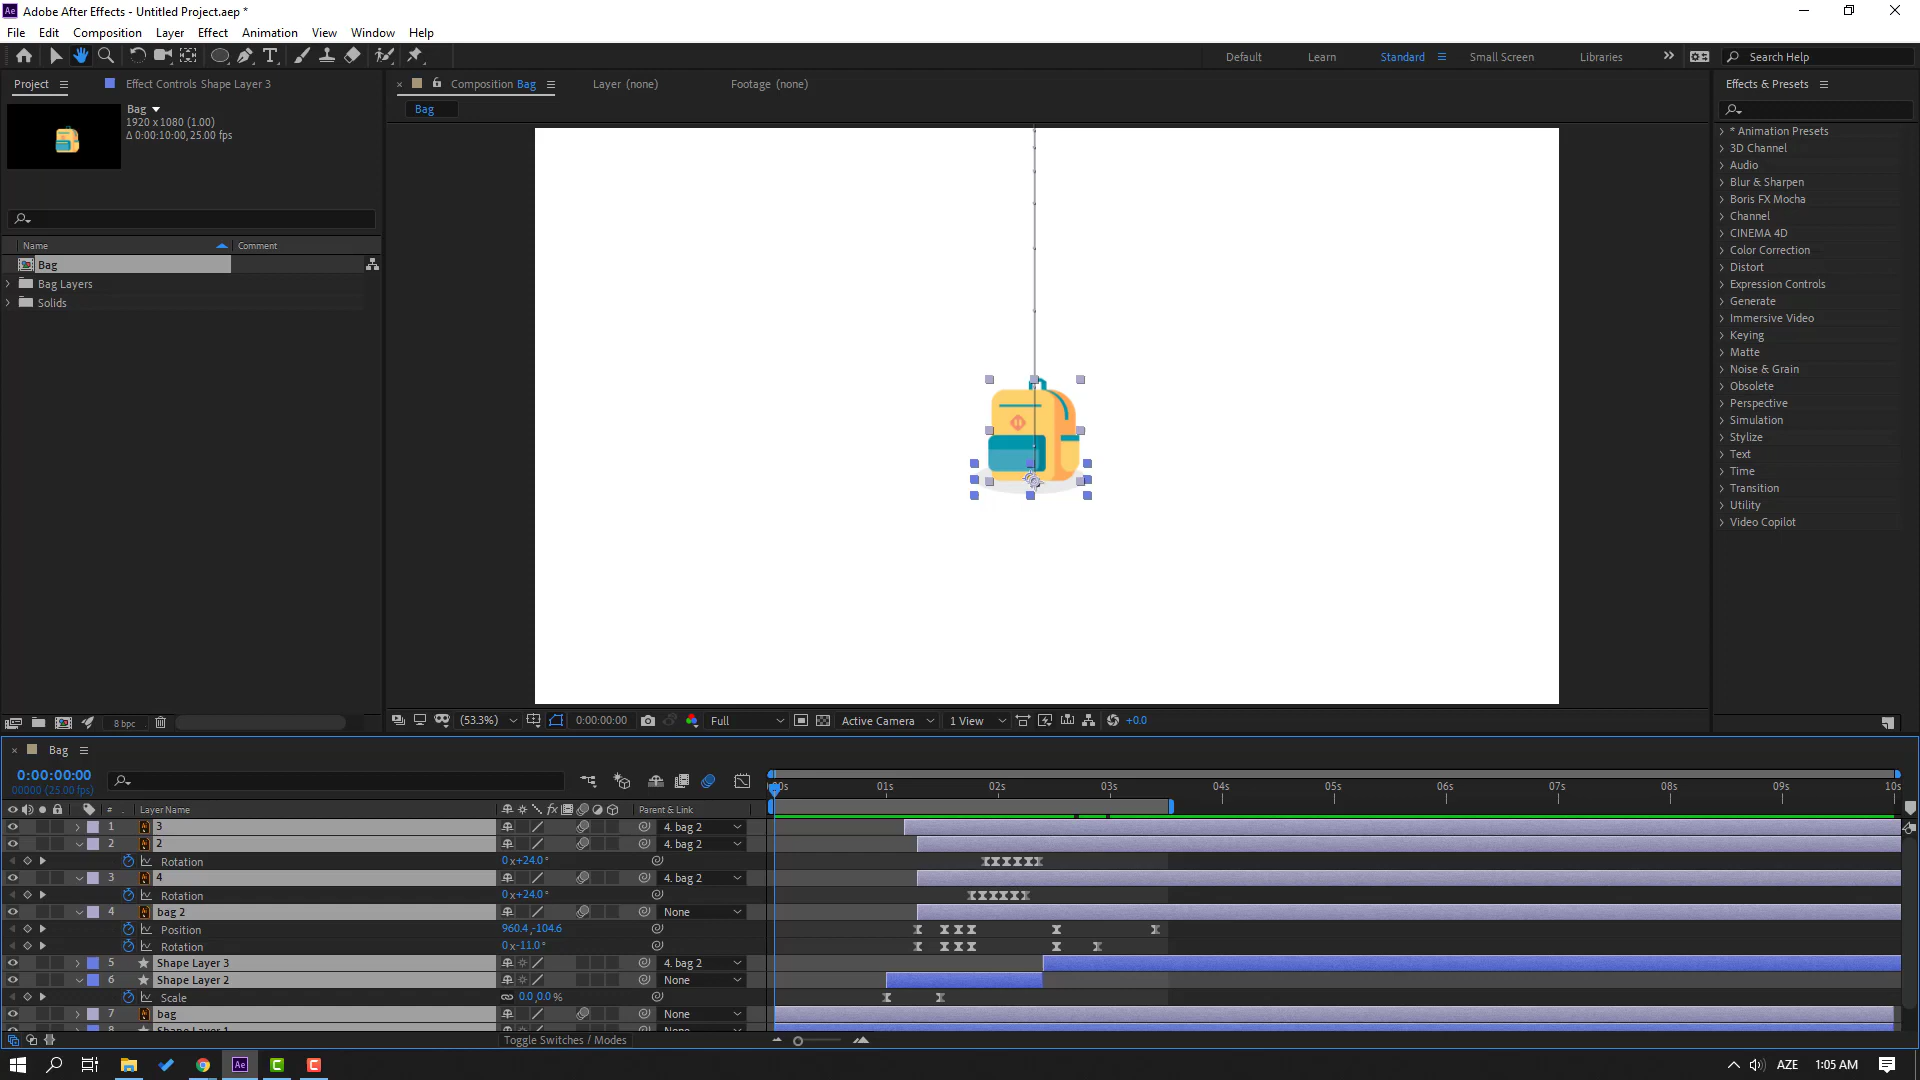 Adobe After Effects - Untitled Project.aep *
File Edit Composition Layer Effect Animation View Window Help
Default Learn Standard Small Screen Libraries Search Help
Project Effect Controls Shape Layer 3
Composition Bag Layer (none) Footage (none)
Effects & Presets
Bag
1920 x 1080 (1.00)
Δ 0:00:10:00, 25.00 fps
Bag
Name Comment
Bag
Bag Layers
Solids
* Animation Presets
3D Channel
Audio
Blur & Sharpen
Boris FX Mocha
Channel
CINEMA 4D
Color Correction
Distort
Expression Controls
Generate
Immersive Video
Keying
Matte
Noise & Grain
Obsolete
Perspective
Simulation
Stylize
Text
Time
Transition
Utility
Video Copilot
8 bpc
(53.3%) 0:00:00:00 Full Active Camera 1 View +0.0
Bag
0:00:00:00
00000 (25.00 fps)
:00s 01s 02s 03s 04s 05s 06s 07s 08s 09s 10s
# Layer Name Parent & Link
1 3 4. bag 2
2 2 4. bag 2
Rotation 0x+24.0°
3 4 4. bag 2
Rotation 0x+24.0°
4 bag 2 None
Position 960.4,-104.6
Rotation 0x-11.0°
5 Shape Layer 3 4. bag 2
6 Shape Layer 2 None
Scale 0.0,0.0 %
7 bag None
8 Shape Layer 1 None
Toggle Switches / Modes
Ae AZE 1:05 AM